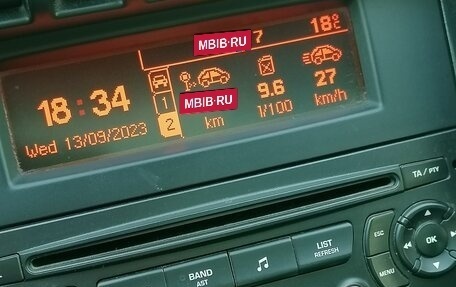 MBIB.RU 7 18°C
18:34
1
9.6
27
MBIB.RU
2
km
1/100
km/h
Wed 13/09/2023
TA / PTY
LIST
REFRESH
ESC
BAND
AST
MENU
OK